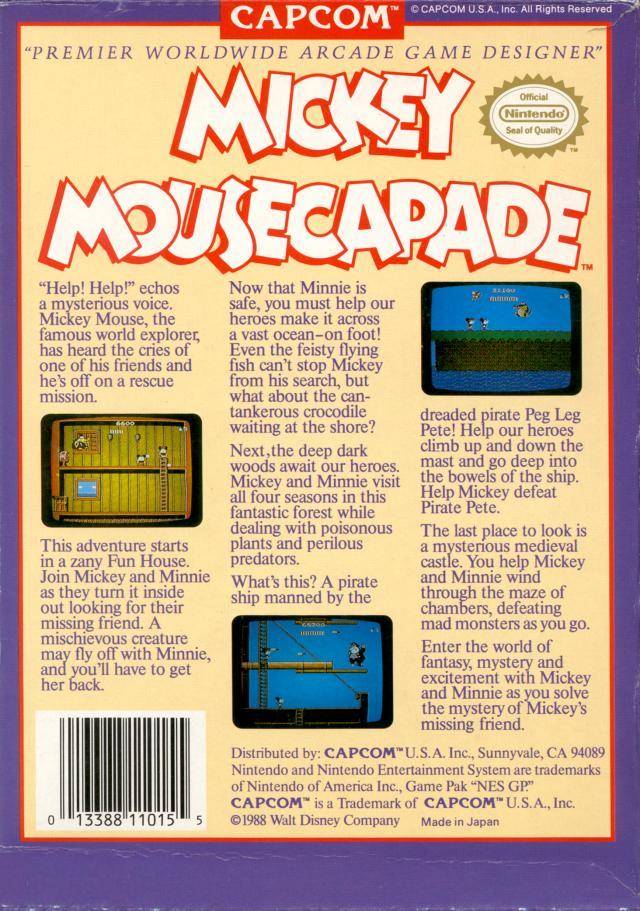 CAPCOM™
© CAPCOM U.S.A., Inc. All Rights Reserved
“PREMIER WORLDWIDE ARCADE GAME DESIGNER”
MICKEY
MOUSECAPADE™
Official
Nintendo
Seal of Quality
TM
“Help! Help!” echos
a mysterious voice.
Mickey Mouse, the
famous world explorer,
has heard the cries of
one of his friends and
he's off on a rescue
mission.
6600
This adventure starts
in a zany Fun House.
Join Mickey and Minnie
as they turn it inside
out looking for their
missing friend. A
mischievous creature
may fly off with Minnie,
and you'll have to get
her back.
Now that Minnie is
safe, you must help our
heroes make it across
a vast ocean-on foot!
Even the feisty flying
fish can't stop Mickey
from his search, but
what about the can-
tankerous crocodile
waiting at the shore?
Next,the deep dark
woods await our heroes.
Mickey and Minnie visit
all four seasons in this
fantastic forest while
dealing with poisonous
plants and perilous
predators.
What's this? A pirate
ship manned by the
dreaded pirate Peg Leg
Pete! Help our heroes
climb up and down the
mast and go deep into
the bowels of the ship.
Help Mickey defeat
Pirate Pete.
The last place to look is
a mysterious medieval
castle. You help Mickey
and Minnie wind
through the maze of
chambers, defeating
mad monsters as you go.
Enter the world of
fantasy, mystery and
excitement with Mickey
and Minnie as you solve
the mystery of Mickey's
missing friend.
0 13388 11015 5
Distributed by: CAPCOM™ U.S.A. Inc., Sunnyvale, CA 94089
Nintendo and Nintendo Entertainment System are trademarks
of Nintendo of America Inc., Game Pak “NES GP.”
CAPCOM™ is a Trademark of CAPCOM™ U.S.A., Inc.
©1988 Walt Disney Company Made in Japan